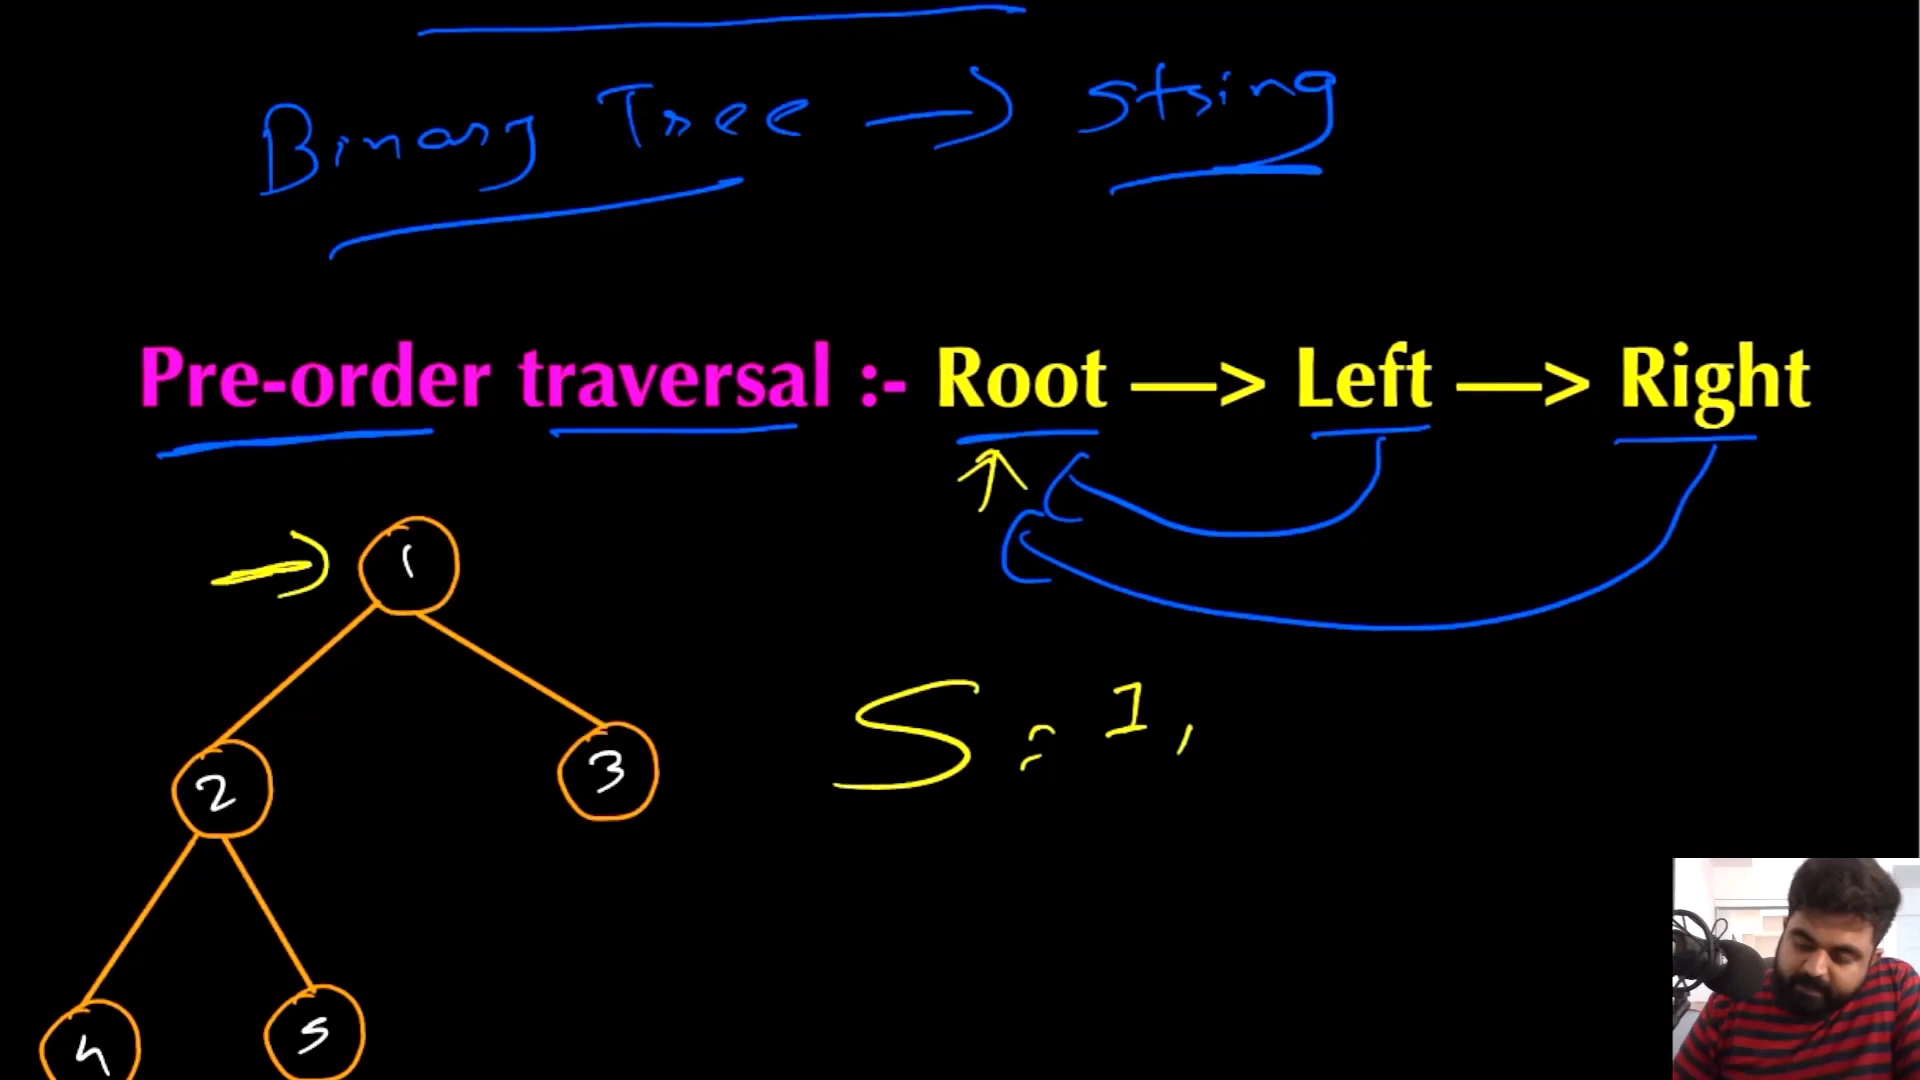 Binary Tree —> string
Pre-order traversal :- Root —> Left —> Right
1
2
3
S = 1,
4
5